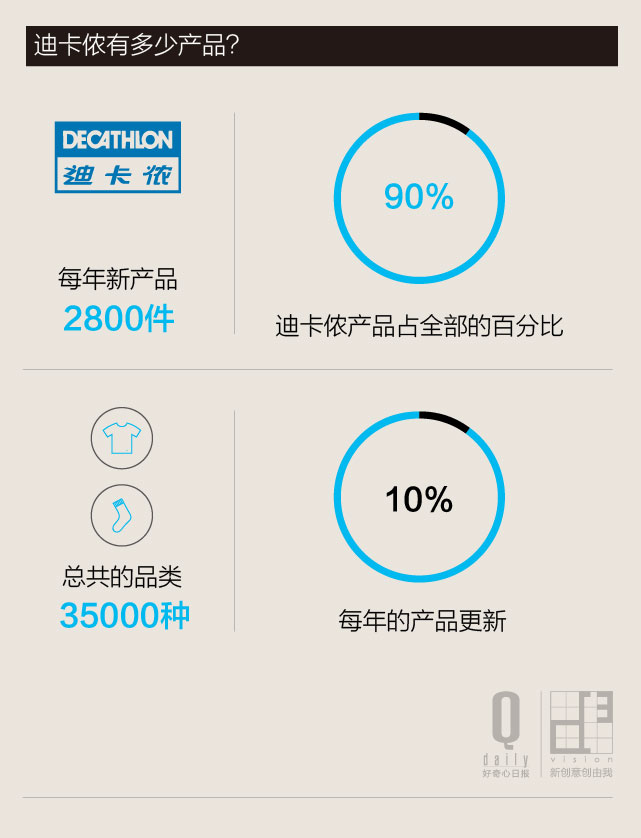 迪卡侬有多少产品?
DECATHLON
迪卡侬
每年新产品
2800件
90%
迪卡侬产品占全部的百分比
总共的品类
35000种
10%
每年的产品更新
Q
daily
好奇心日报
d3
vision
新创意创由我